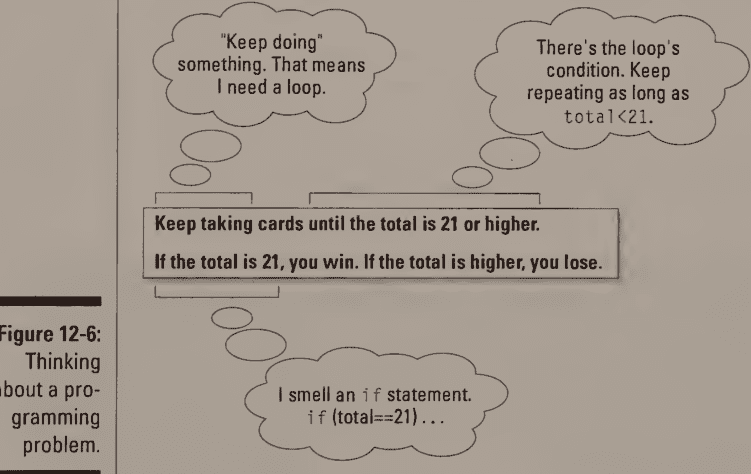 "Keep doing"
something. That means
I need a loop.
There's the loop's
condition. Keep
repeating as long as
total<21.
Keep taking cards until the total is 21 or higher.
If the total is 21, you win. If the total is higher, you lose.
I smell an if statement.
if (total==21)...
Figure 12-6:
Thinking
about a pro-
gramming
problem.